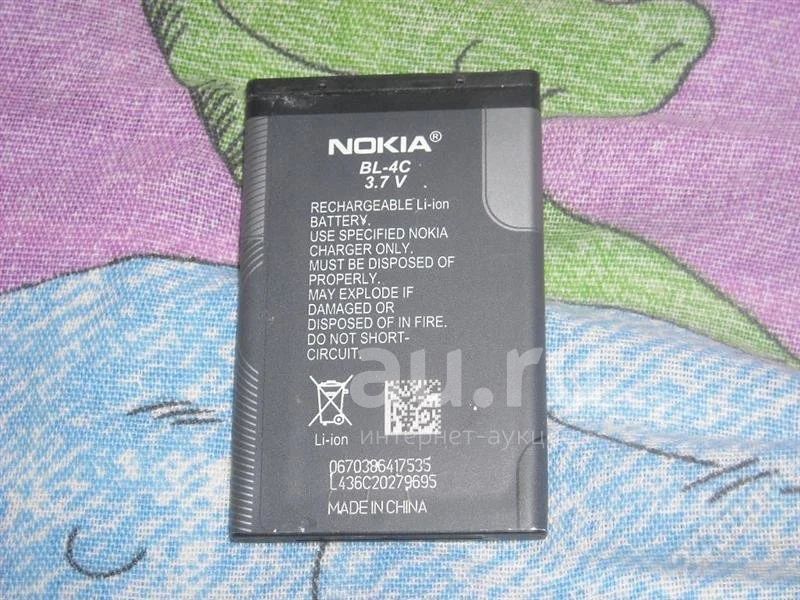 NOKIA®
BL-4C
3.7 V
RECHARGEABLE Li-ion
BATTERY.
USE SPECIFIED NOKIA
CHARGER ONLY.
MUST BE DISPOSED OF
PROPERLY.
MAY EXPLODE IF
DAMAGED OR
DISPOSED OF IN FIRE.
DO NOT SHORT-
CIRCUIT.
au.ru
Li-ion
0670386417535
L436C20279695
MADE IN CHINA